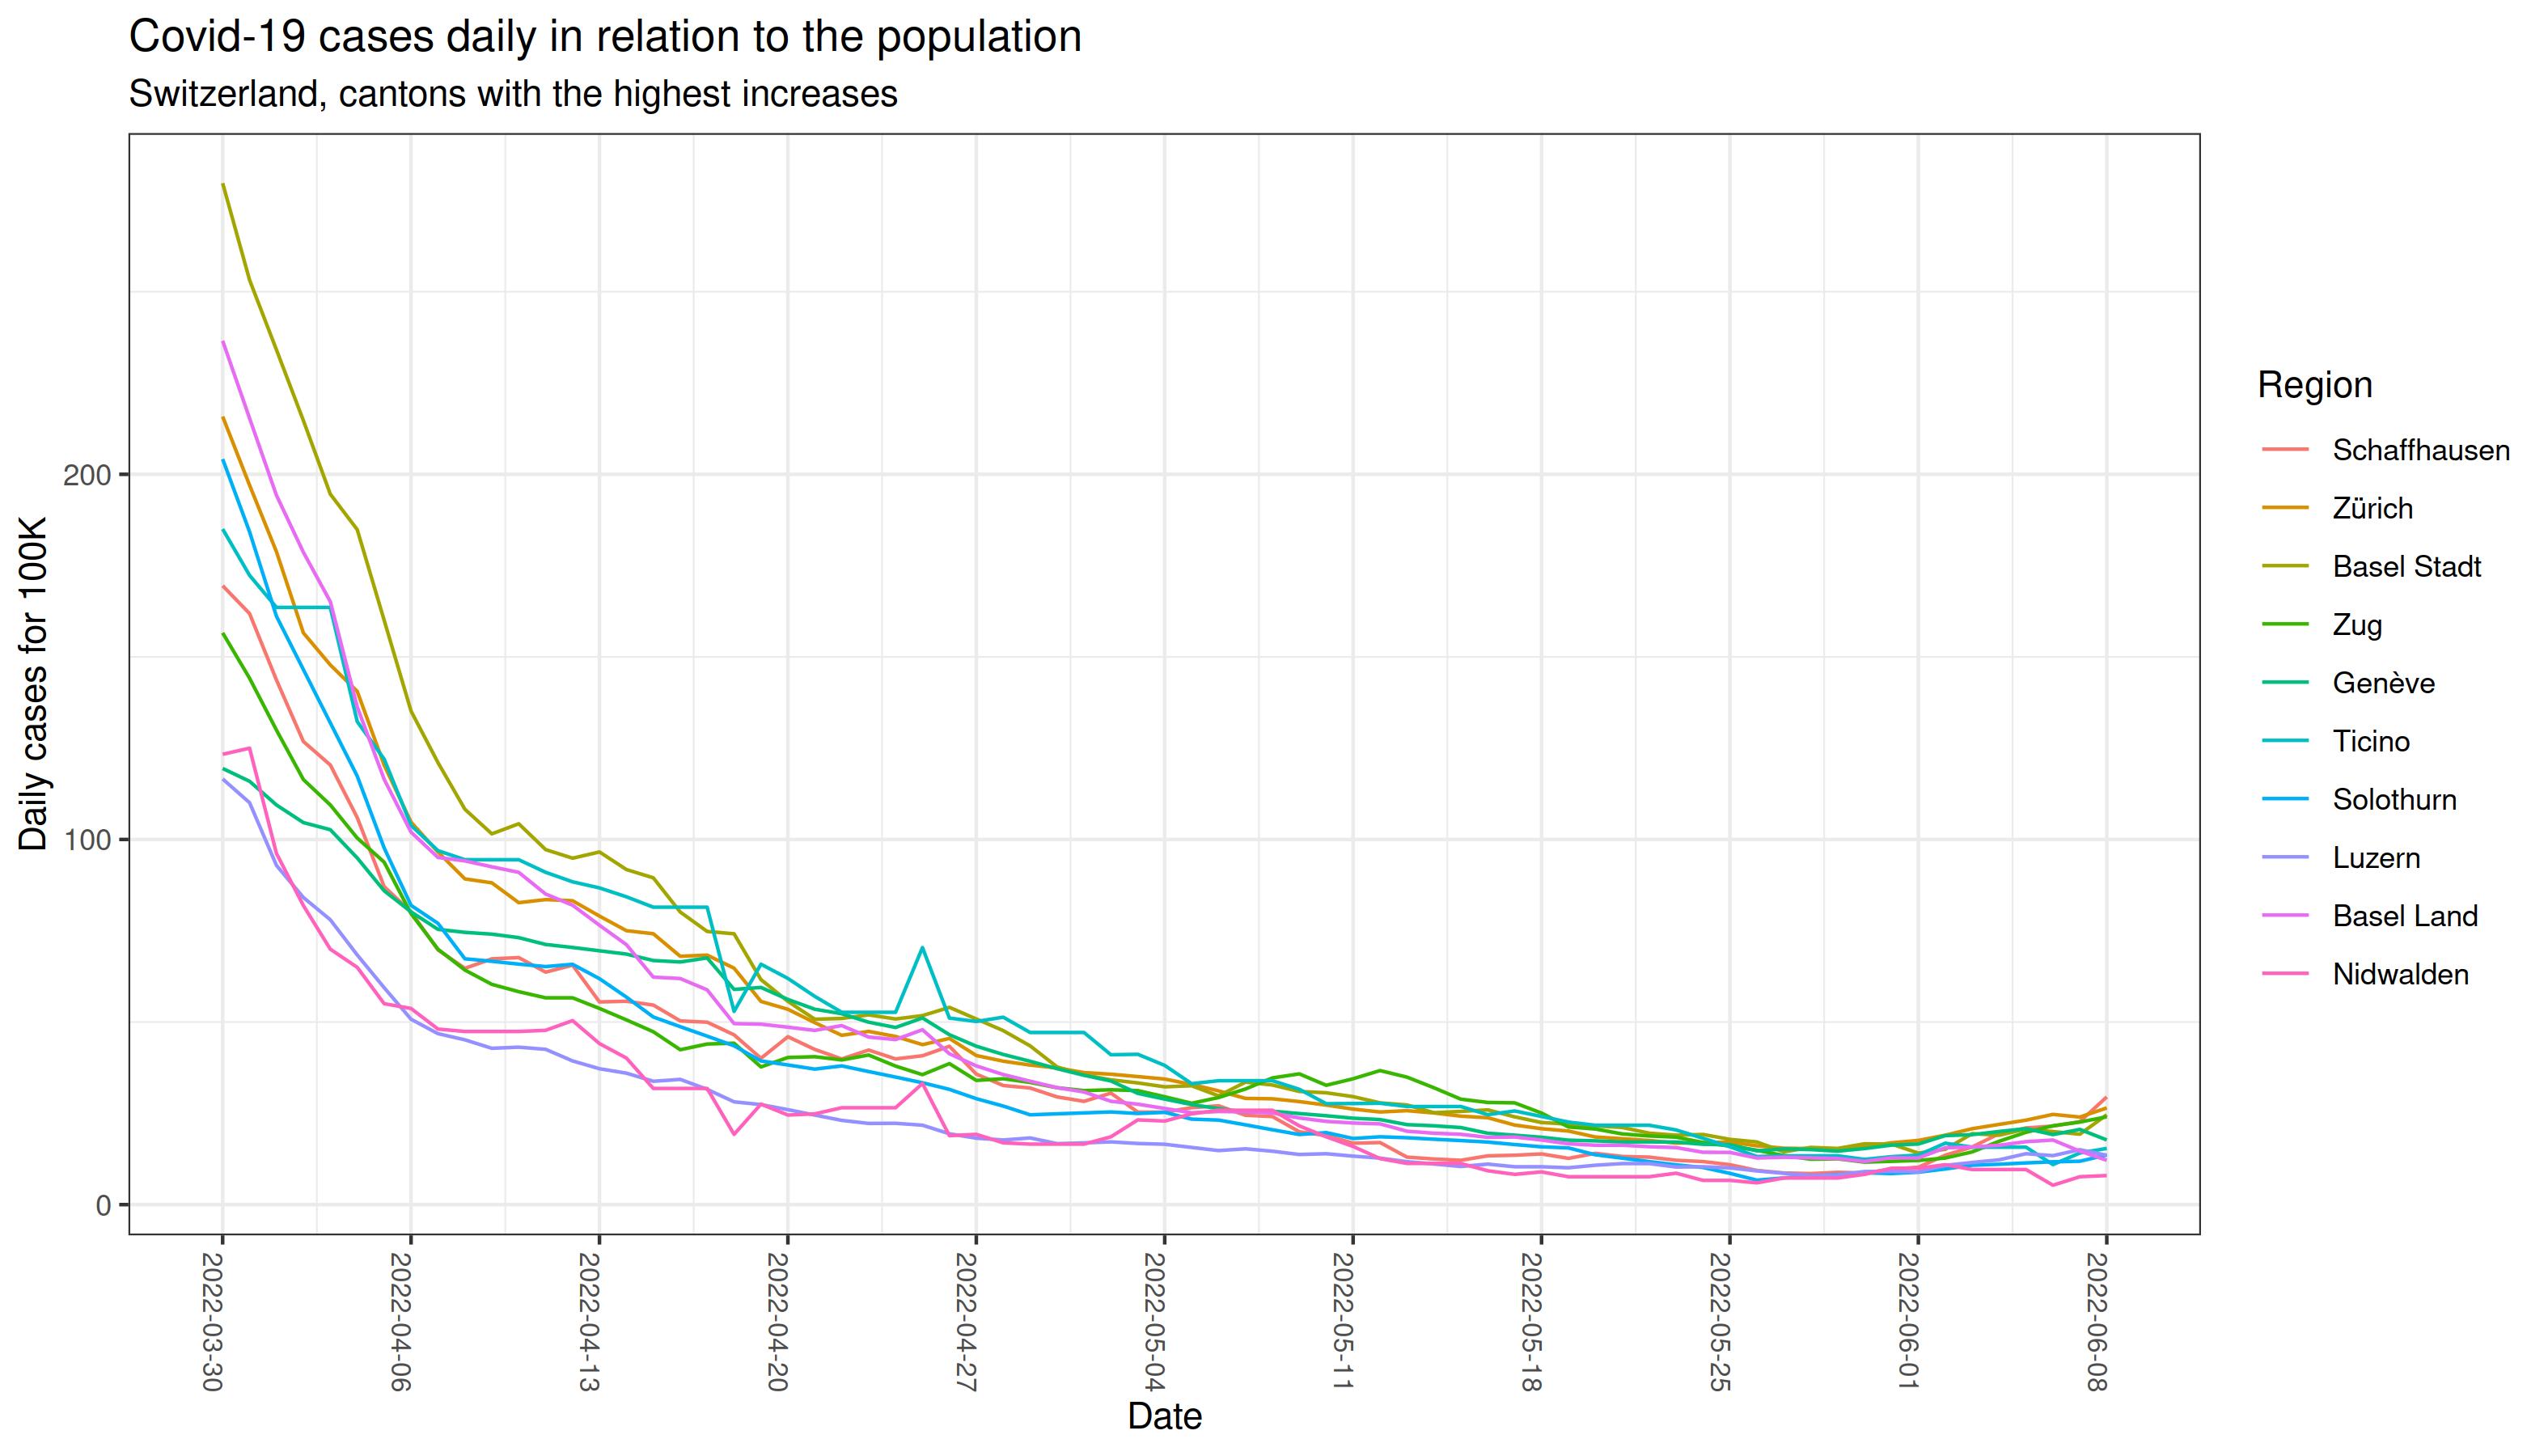 Covid-19 cases daily in relation to the population
Switzerland, cantons with the highest increases
Daily cases for 100K
200
100
0
2022-03-30
2022-04-06
2022-04-13
2022-04-20
2022-04-27
2022-05-04
2022-05-11
2022-05-18
2022-05-25
2022-06-01
2022-06-08
Date
Region
Schaffhausen
Zürich
Basel Stadt
Zug
Genève
Ticino
Solothurn
Luzern
Basel Land
Nidwalden